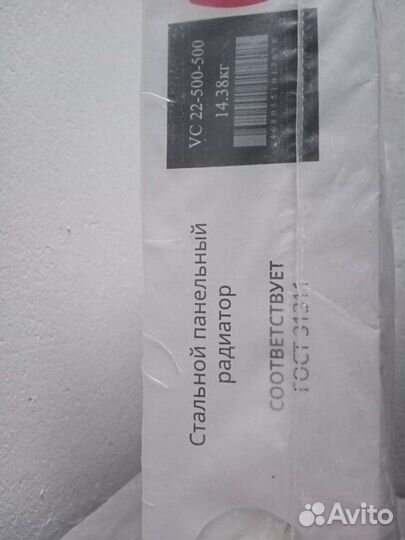 VC 22-500-500
14.38кг
Стальной панельный
радиатор
СООТВЕТСТВУЕТ
ГОСТ 31311
Avito